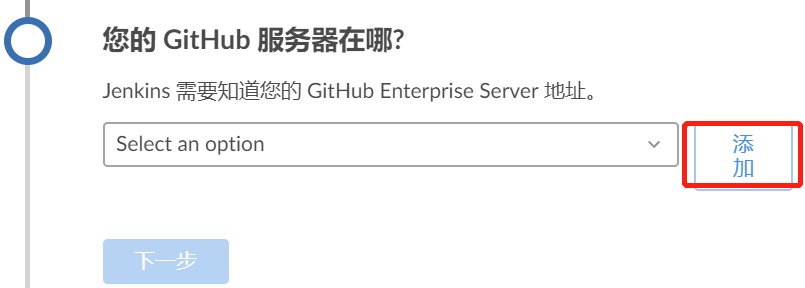 您的 GitHub 服务器在哪?
Jenkins 需要知道您的 GitHub Enterprise Server 地址。
Select an option
添
加
下一步